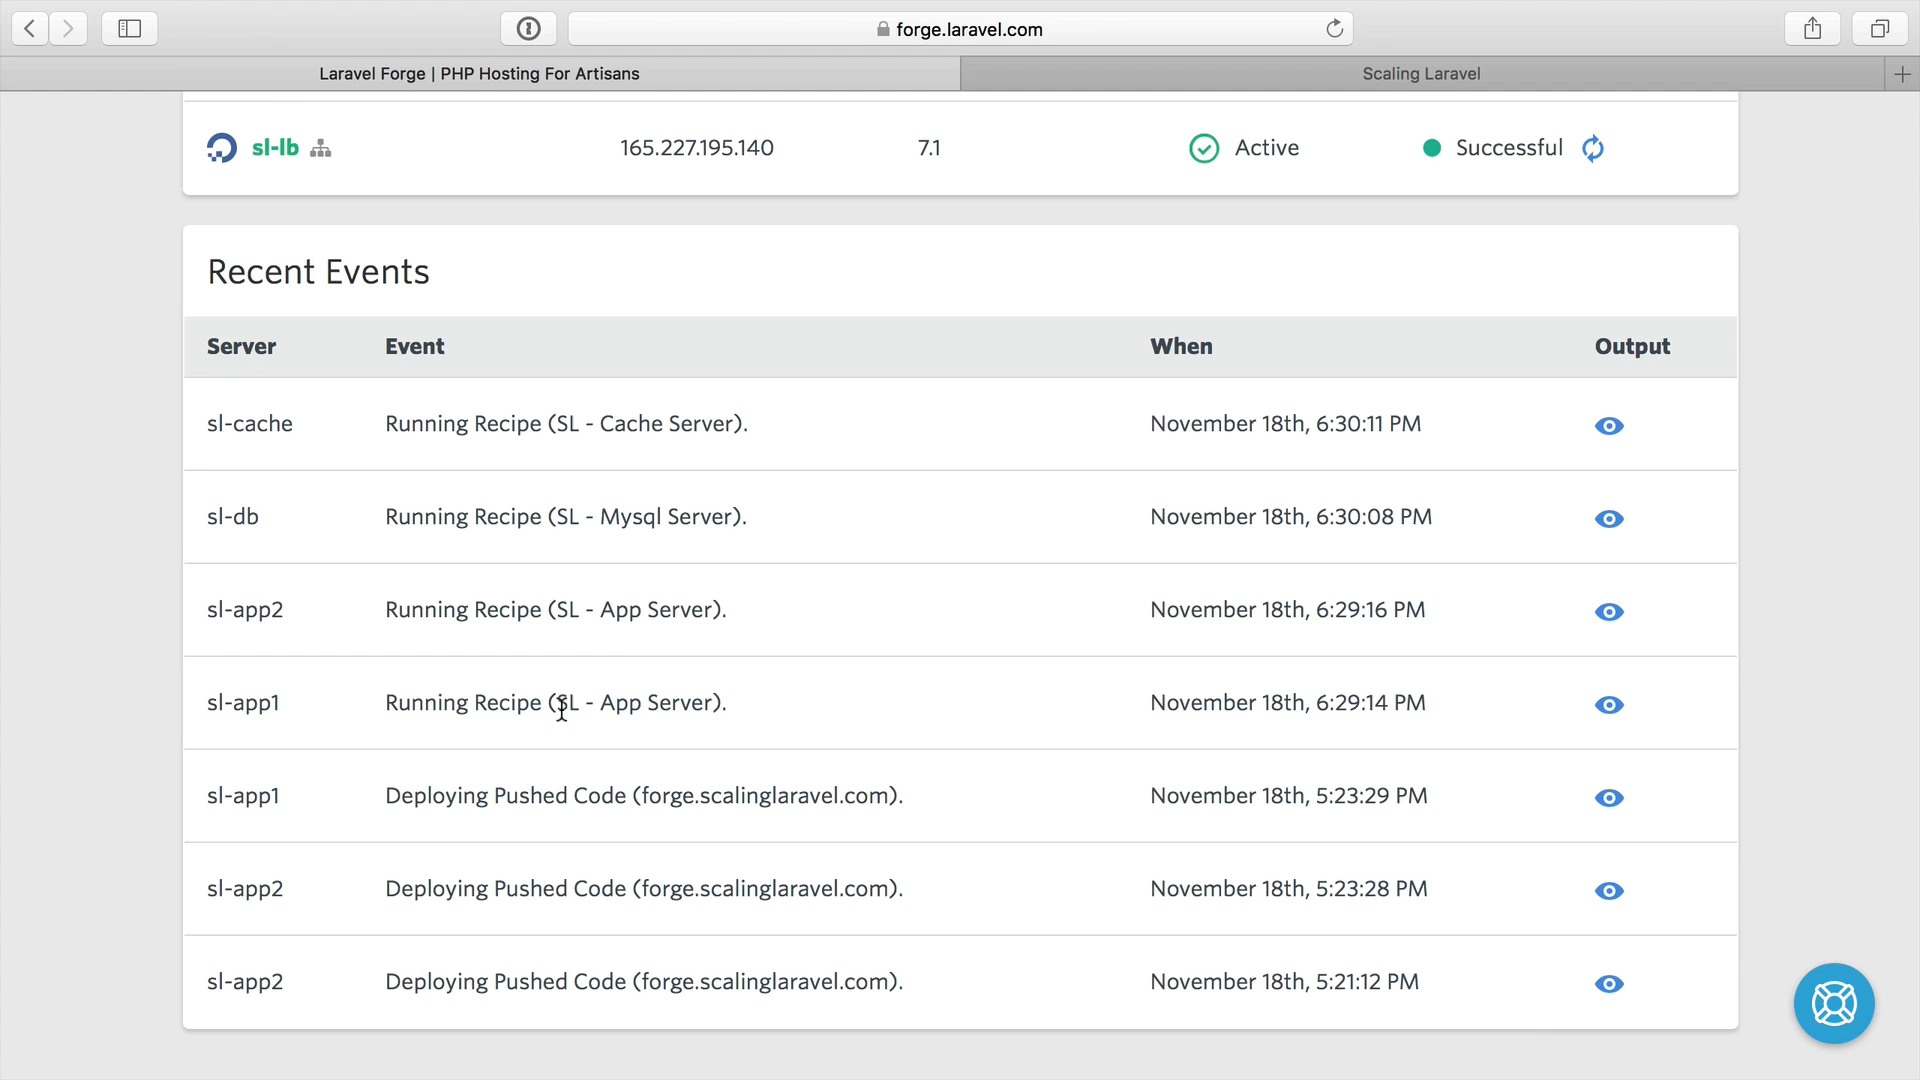 forge.laravel.com
Laravel Forge | PHP Hosting For Artisans
Scaling Laravel
sl-lb 165.227.195.140 7.1 Active Successful
Recent Events
Server Event When Output
sl-cache Running Recipe (SL - Cache Server). November 18th, 6:30:11 PM
sl-db Running Recipe (SL - Mysql Server). November 18th, 6:30:08 PM
sl-app2 Running Recipe (SL - App Server). November 18th, 6:29:16 PM
sl-app1 Running Recipe (SL - App Server). November 18th, 6:29:14 PM
sl-app1 Deploying Pushed Code (forge.scalinglaravel.com). November 18th, 5:23:29 PM
sl-app2 Deploying Pushed Code (forge.scalinglaravel.com). November 18th, 5:23:28 PM
sl-app2 Deploying Pushed Code (forge.scalinglaravel.com). November 18th, 5:21:12 PM